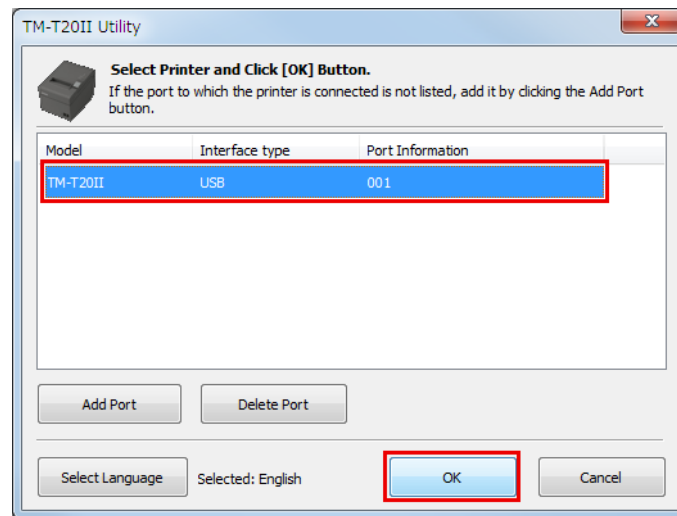 TM-T20II Utility
Select Printer and Click [OK] Button.
If the port to which the printer is connected is not listed, add it by clicking the Add Port
button.
Model Interface type Port Information
TM-T20II USB 001
Add Port Delete Port
Select Language Selected: English OK Cancel